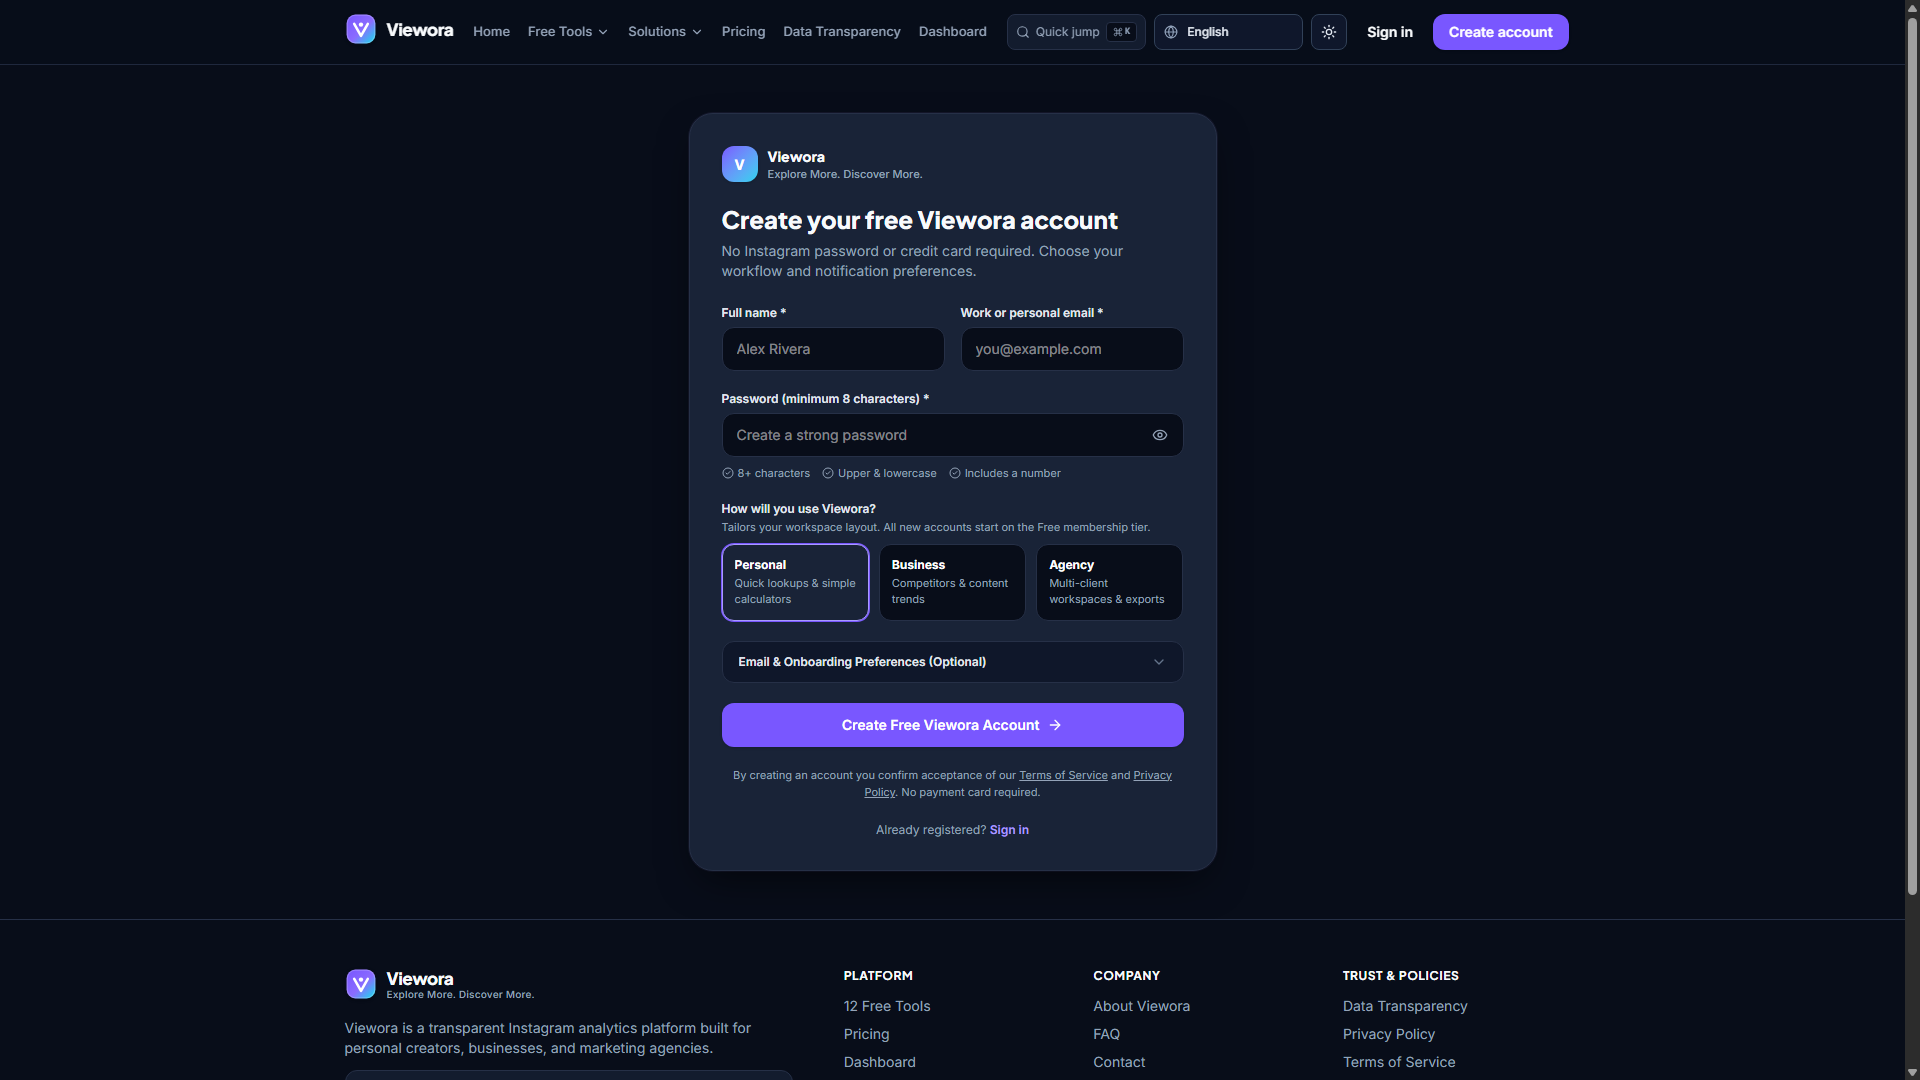 Viewora
Home
Free Tools
Solutions
Pricing
Data Transparency
Dashboard
Quick jump
⌘K
English
Sign in
Create account
V
Viewora
Explore More. Discover More.
Create your free Viewora account
No Instagram password or credit card required. Choose your
workflow and notification preferences.
Full name *
Work or personal email *
Alex Rivera
you@example.com
Password (minimum 8 characters) *
Create a strong password
8+ characters
Upper & lowercase
Includes a number
How will you use Viewora?
Tailors your workspace layout. All new accounts start on the Free membership tier.
Personal
Quick lookups & simple
calculators
Business
Competitors & content
trends
Agency
Multi-client
workspaces & exports
Email & Onboarding Preferences (Optional)
Create Free Viewora Account →
By creating an account you confirm acceptance of our Terms of Service and Privacy
Policy. No payment card required.
Already registered? Sign in
Viewora
Explore More. Discover More.
Viewora is a transparent Instagram analytics platform built for
personal creators, businesses, and marketing agencies.
PLATFORM
12 Free Tools
Pricing
Dashboard
COMPANY
About Viewora
FAQ
Contact
TRUST & POLICIES
Data Transparency
Privacy Policy
Terms of Service